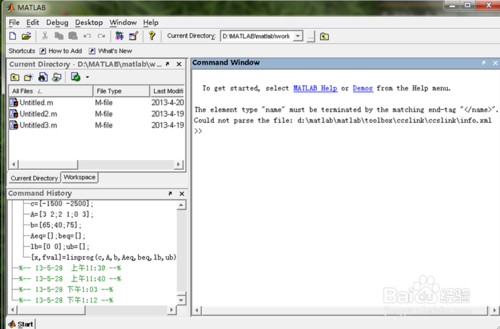 MATLAB
File Edit Debug Desktop Window Help
Current Directory: D:\MATLAB\matlab\work
Shortcuts How to Add What's New
Current Directory - D:\MATLAB\matlab\w...
All Files File Type Last Modifi
Untitled.m M-file 2013-4-20
Untitled2.m M-file 2013-4-19
Untitled3.m M-file 2013-4-19
Current Directory Workspace
Command History
c=[-1500 -2500];
A=[3 2;2 1;0 3];
b=[65;40;75];
Aeq=[];beq=[];
lb=[0 0];ub=[];
[x,fval]=linprog(c,A,b,Aeq,beq,lb,ub)
%-- 13-5-28 上午11:39 --%
%-- 13-5-28 上午11:40 --%
%-- 13-5-28 下午1:03 --%
%-- 13-5-28 下午1:12 --%
Command Window
To get started, select MATLAB Help or Demos from the Help menu.
The element type "name" must be terminated by the matching end-tag "</name>".
Could not parse the file: d:\matlab\matlab\toolbox\ccslink\ccslink\info.xml
>>
Start
Baidu经验